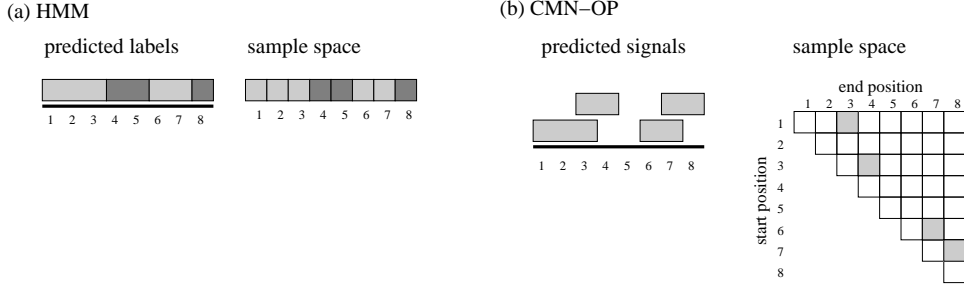 (a) HMM
predicted labels
sample space
1 2 3 4 5 6 7 8
1 2 3 4 5 6 7 8
(b) CMN–OP
predicted signals
sample space
1 2 3 4 5 6 7 8
end position
1 2 3 4 5 6 7 8
start position
1
2
3
4
5
6
7
8